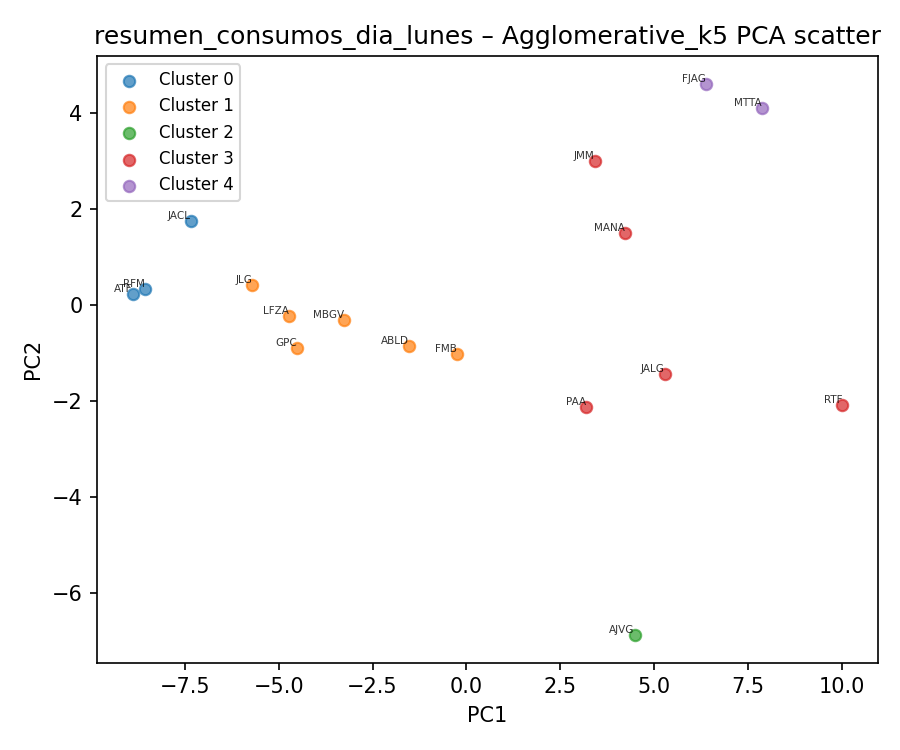 resumen_consumos_dia_lunes – Agglomerative_k5 PCA scatter
Cluster 0
Cluster 1
Cluster 2
Cluster 3
Cluster 4
FJAG
MTTA
JMM
MANA
JACL
RFM
ATF
JLG
LFZA
MBGV
GPC
ABLD
FMB
JALG
PAA
RTF
AJVG
4
2
0
−2
−4
−6
PC2
−7.5
−5.0
−2.5
0.0
2.5
5.0
7.5
10.0
PC1